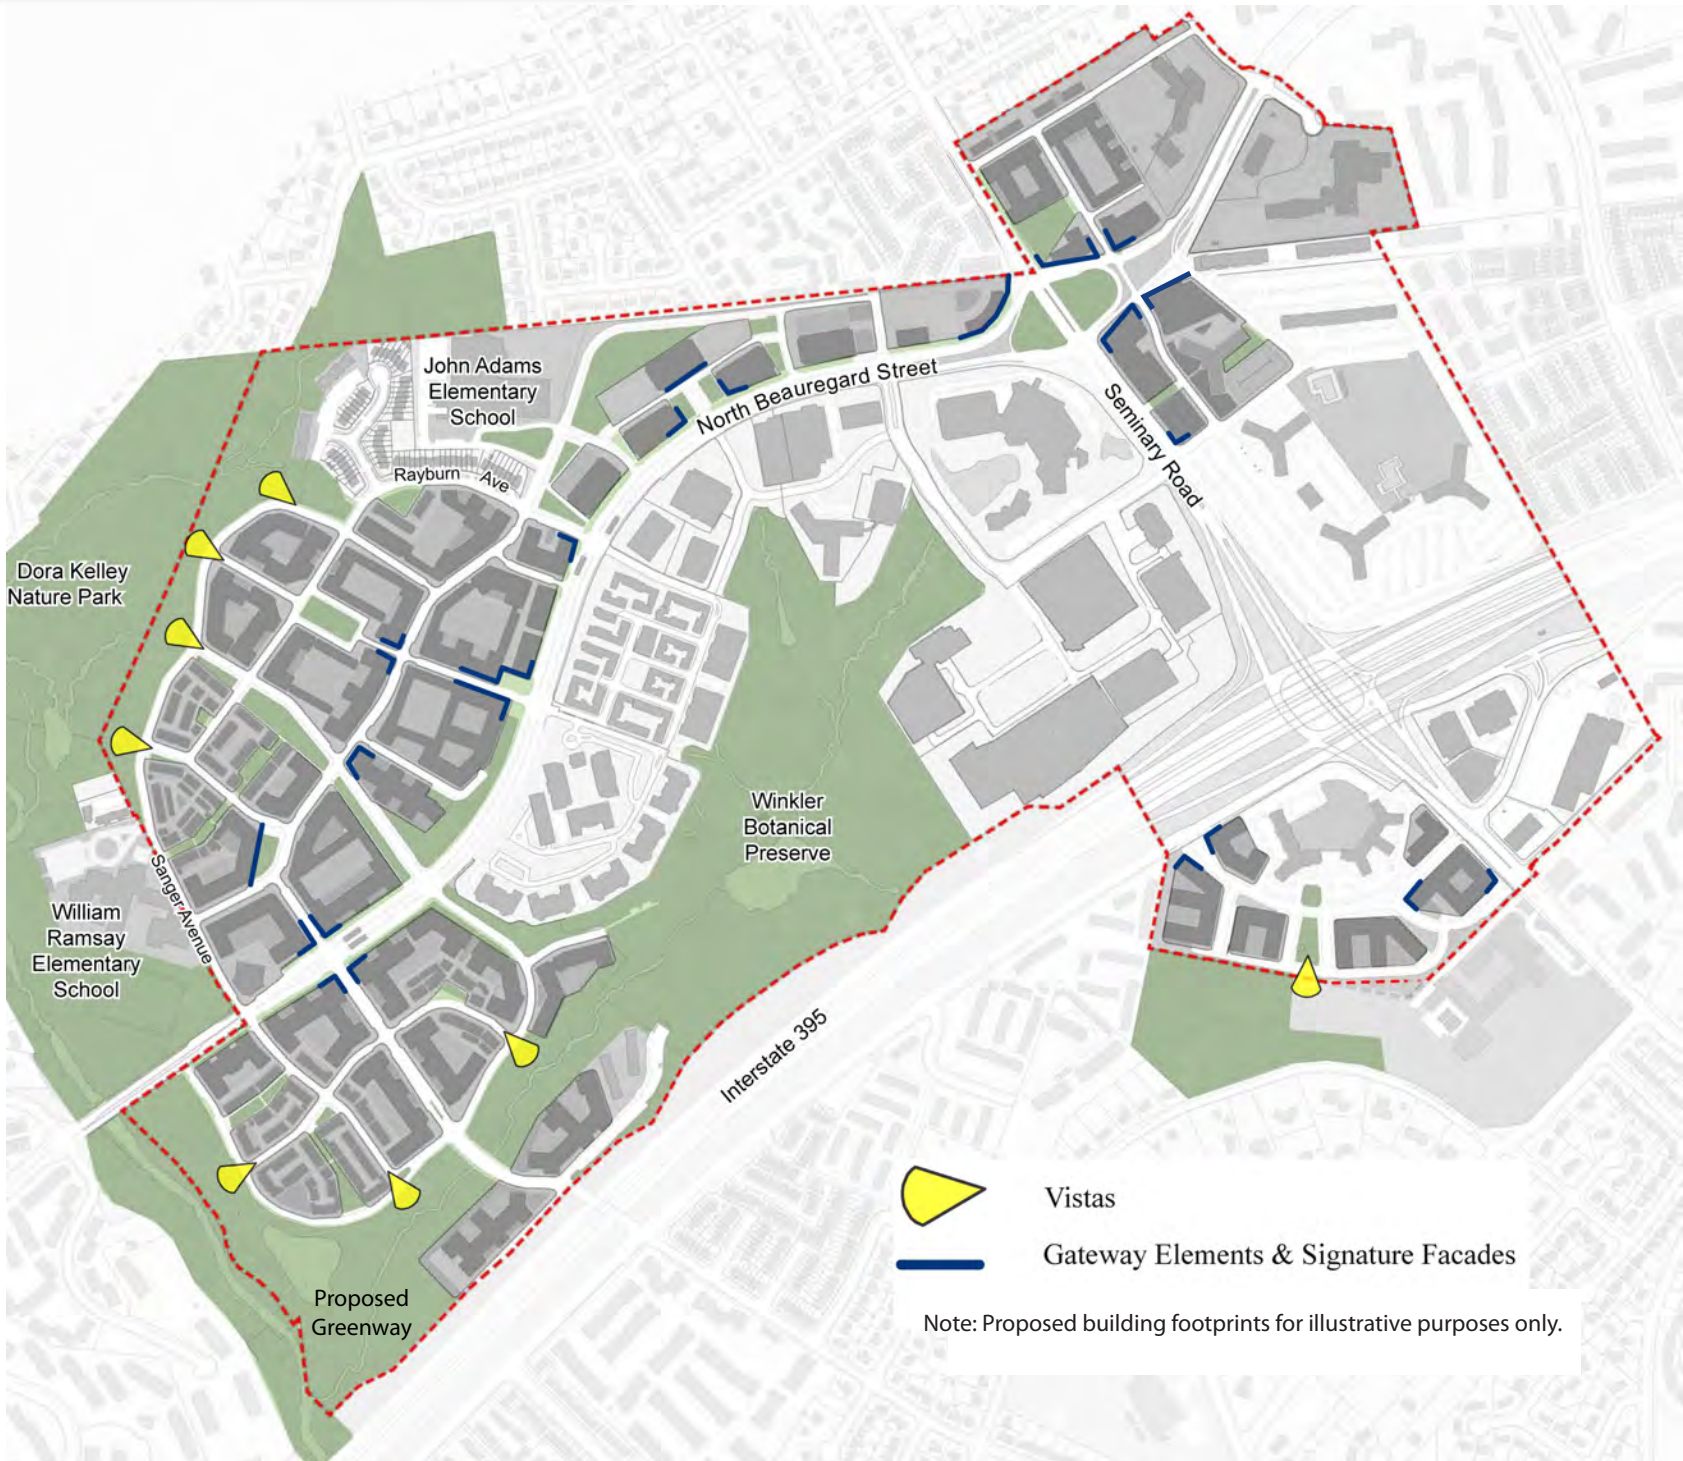 John Adams
Elementary
School
North Beauregard Street
Seminary Road
Rayburn Ave
Dora Kelley
Nature Park
Winkler
Botanical
Preserve
Sanger Avenue
William
Ramsay
Elementary
School
Interstate 395
Vistas
Gateway Elements & Signature Facades
Proposed
Greenway
Note: Proposed building footprints for illustrative purposes only.